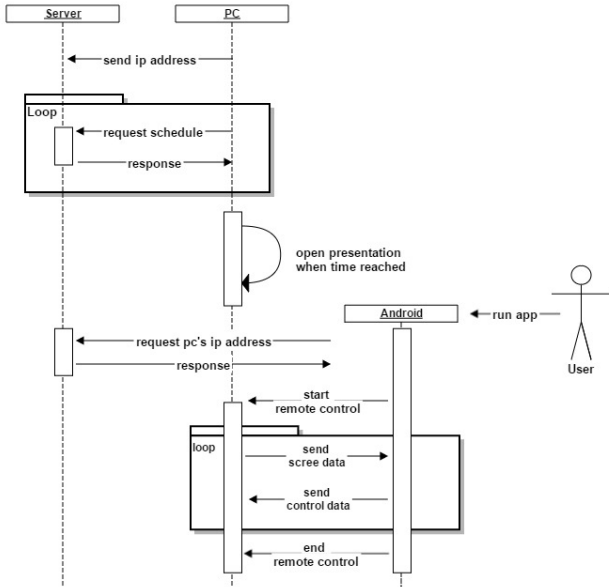 Server
PC
send ip address
Loop
request schedule
response
open presentation
when time reached
Android
run app
User
request pc's ip address
response
start
remote control
loop
send
scree data
send
control data
end
remote control